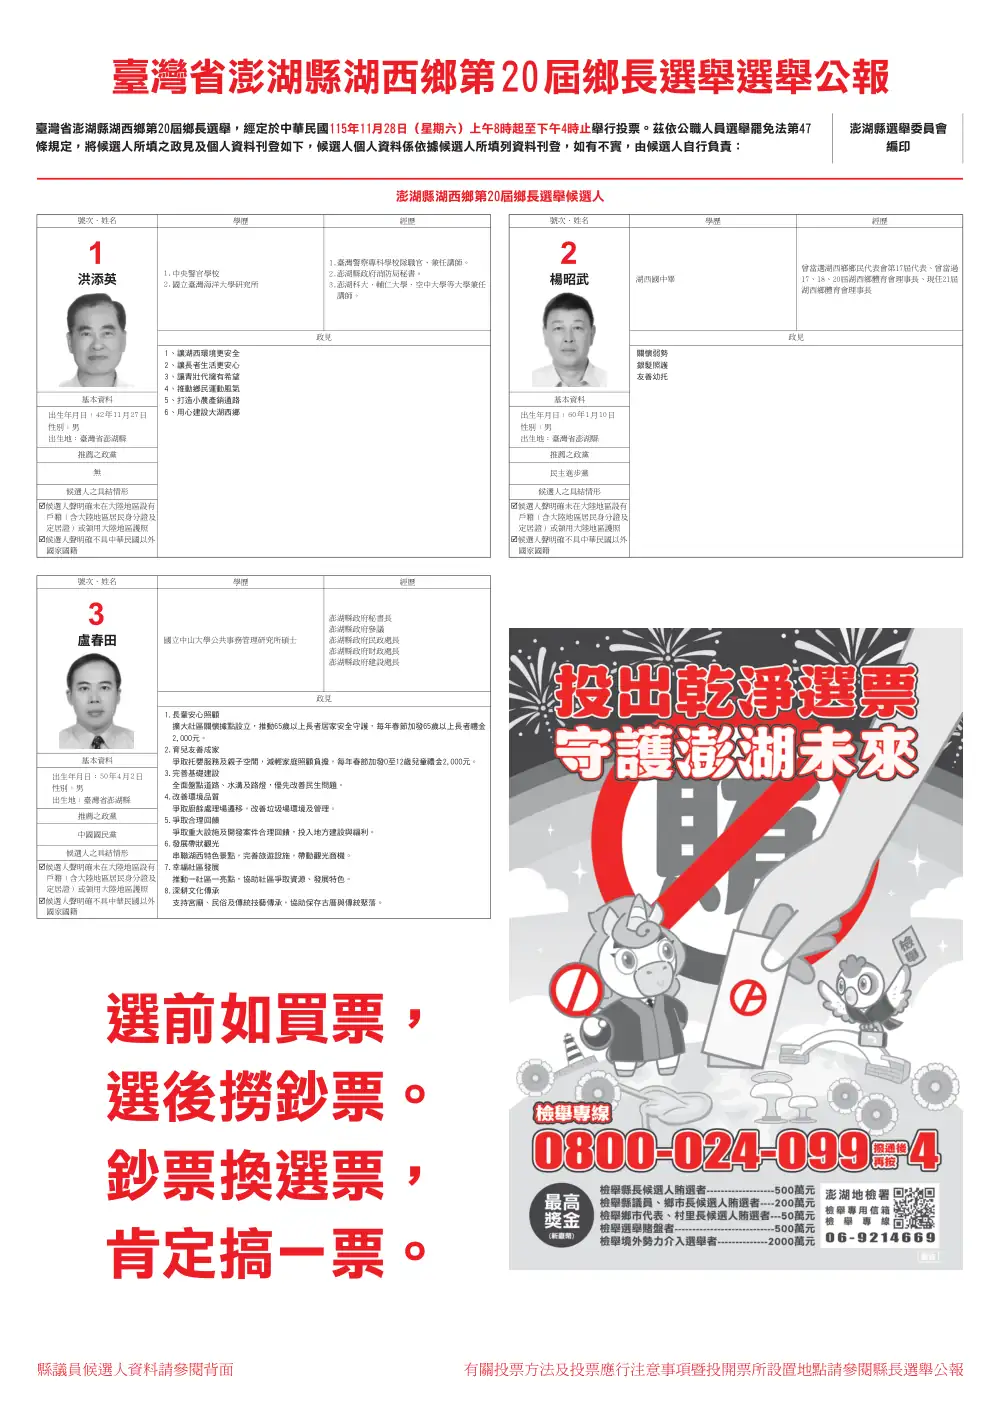 臺灣省澎湖縣湖西鄉第20屆鄉長選舉選舉公報
臺灣省澎湖縣湖西鄉第20屆鄉長選舉，經定於中華民國115年11月28日（星期六）上午8時起至下午4時止舉行投票。茲依公職人員選舉罷免法第47
條規定，將候選人所填之政見及個人資料刊登如下，候選人個人資料係依據候選人所填列資料刊登，如有不實，由候選人自行負責：
澎湖縣選舉委員會
編印
澎湖縣湖西鄉第20屆鄉長選舉候選人
號次、姓名
學歷
經歷
1
洪添英
1.中央警官學校
2.國立臺灣海洋大學研究所
1.臺灣警察專科學校隊職官、兼任講師。
2.澎湖縣政府消防局秘書。
3.澎湖科大、輔仁大學、空中大學等大學兼任
講師。
政見
1、讓湖西環境更安全
2、讓長者生活更安心
3、讓青壯代擁有希望
4、推動鄉民運動風氣
5、打造小農產銷通路
6、用心建設大湖西鄉
基本資料
出生年月日：42年11月27日
性別：男
出生地：臺灣省澎湖縣
推薦之政黨
無
候選人之具結情形
☑候選人聲明確未在大陸地區設有
戶籍（含大陸地區居民身分證及
定居證）或領用大陸地區護照
☑候選人聲明確不具中華民國以外
國家國籍
號次、姓名
學歷
經歷
2
楊昭武
湖西國中畢
曾當選湖西鄉鄉民代表會第17屆代表、曾當過
17、18、20屆湖西鄉體育會理事長、現任21屆
湖西鄉體育會理事長
政見
關懷弱勢
銀髮照護
友善幼托
基本資料
出生年月日：60年1月10日
性別：男
出生地：臺灣省澎湖縣
推薦之政黨
民主進步黨
候選人之具結情形
☑候選人聲明確未在大陸地區設有
戶籍（含大陸地區居民身分證及
定居證）或領用大陸地區護照
☑候選人聲明確不具中華民國以外
國家國籍
號次、姓名
學歷
經歷
3
盧春田
國立中山大學公共事務管理研究所碩士
澎湖縣政府秘書長
澎湖縣政府參議
澎湖縣政府民政處長
澎湖縣政府財政處長
澎湖縣政府建設處長
政見
1.長輩安心照顧
擴大社區關懷據點設立，推動65歲以上長者居家安全守護，每年春節加發65歲以上長者禮金
2,000元。
2.育兒友善成家
爭取托嬰服務及親子空間，減輕家庭照顧負擔，每年春節加發0至12歲兒童禮金2,000元。
3.完善基礎建設
全面盤點道路、水溝及路燈，優先改善民生問題。
4.改善環境品質
爭取廚餘處理場遷移，改善垃圾場環境及管理。
5.爭取合理回饋
爭取重大設施及開發案件合理回饋，投入地方建設與福利。
6.發展帶狀觀光
串聯湖西特色景點，完善旅遊設施，帶動觀光商機。
7.幸福社區發展
推動一社區一亮點，協助社區爭取資源、發展特色。
8.深耕文化傳承
支持宮廟、民俗及傳統技藝傳承，協助保存古厝與傳統聚落。
基本資料
出生年月日：50年4月2日
性別：男
出生地：臺灣省澎湖縣
推薦之政黨
中國國民黨
候選人之具結情形
☑候選人聲明確未在大陸地區設有
戶籍（含大陸地區居民身分證及
定居證）或領用大陸地區護照
☑候選人聲明確不具中華民國以外
國家國籍
投出乾淨選票
守護澎湖未來
賄
檢舉
檢舉專線
0800-024-099撥通後再按4
最高
獎金
(新臺幣)
檢舉縣長候選人賄選者-------------------500萬元
檢舉縣議員、鄉市長候選人賄選者----200萬元
檢舉鄉市代表、村里長候選人賄選者---50萬元
檢舉選舉賭盤者----------------------------500萬元
檢舉境外勢力介入選舉者--------------2000萬元
澎湖地檢署
檢舉專用信箱
檢舉專線
06-9214669
選前如買票，
選後撈鈔票。
鈔票換選票，
肯定搞一票。
縣議員候選人資料請參閱背面
有關投票方法及投票應行注意事項暨投開票所設置地點請參閱縣長選舉公報